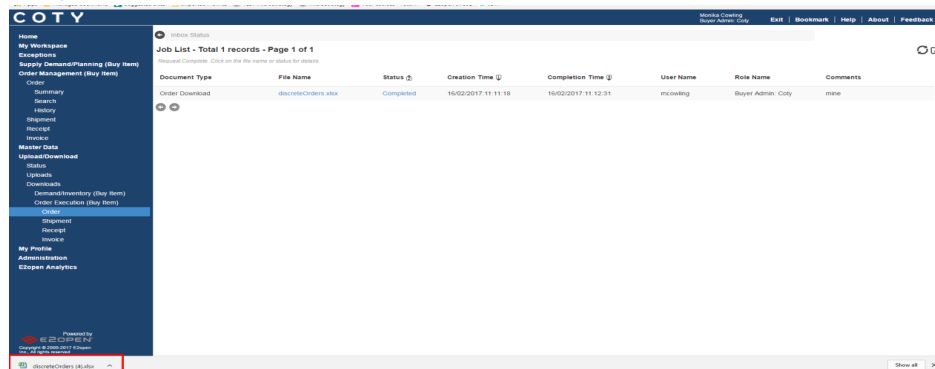 COTY
Monika Cowling
Buyer Admin: Coty
Exit | Bookmark | Help | About | Feedback
Home
My Workspace
Exceptions
Supply Demand/Planning (Buy Item)
Order Management (Buy Item)
Order
Summary
Search
History
Shipment
Receipt
Invoice
Master Data
Upload/Download
Status
Uploads
Downloads
Demand/Inventory (Buy Item)
Order Execution (Buy Item)
Order
Shipment
Receipt
Invoice
My Profile
Administration
E2open Analytics
Powered by
E2OPEN
Copyright © 2000-2017 E2open
Inc., All rights reserved
Inbox Status
Job List - Total 1 records - Page 1 of 1
Request Complete. Click on the file name or status for details.
Document Type File Name Status Creation Time Completion Time User Name Role Name Comments
Order Download discreteOrders.xlsx Completed 16/02/2017:11:11:18 16/02/2017:11:12:31 mcowling Buyer Admin: Coty mine
discreteOrders (4).xlsx
Show all